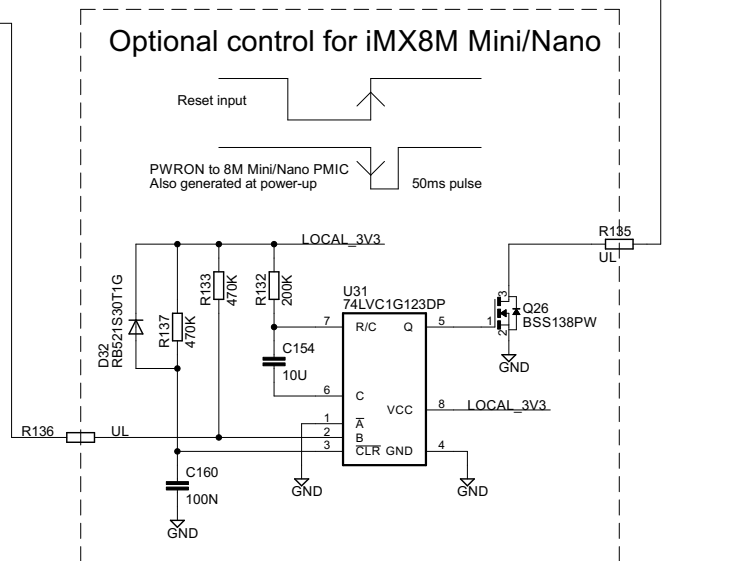 Optional control for iMX8M Mini/Nano
Reset input
PWRON to 8M Mini/Nano PMIC
Also generated at power-up
50ms pulse
LOCAL_3V3
R135
UL
D32
RB521S30T1G
R137
470K
R133
470K
R132
200K
U31
74LVC1G123DP
7
R/C
Q
5
3
1
2
Q26
BSS138PW
GND
C154
10U
6
C
VCC
8
LOCAL_3V3
1
A
2
B
3
CLR
GND
4
R136
UL
C160
100N
GND
GND
GND